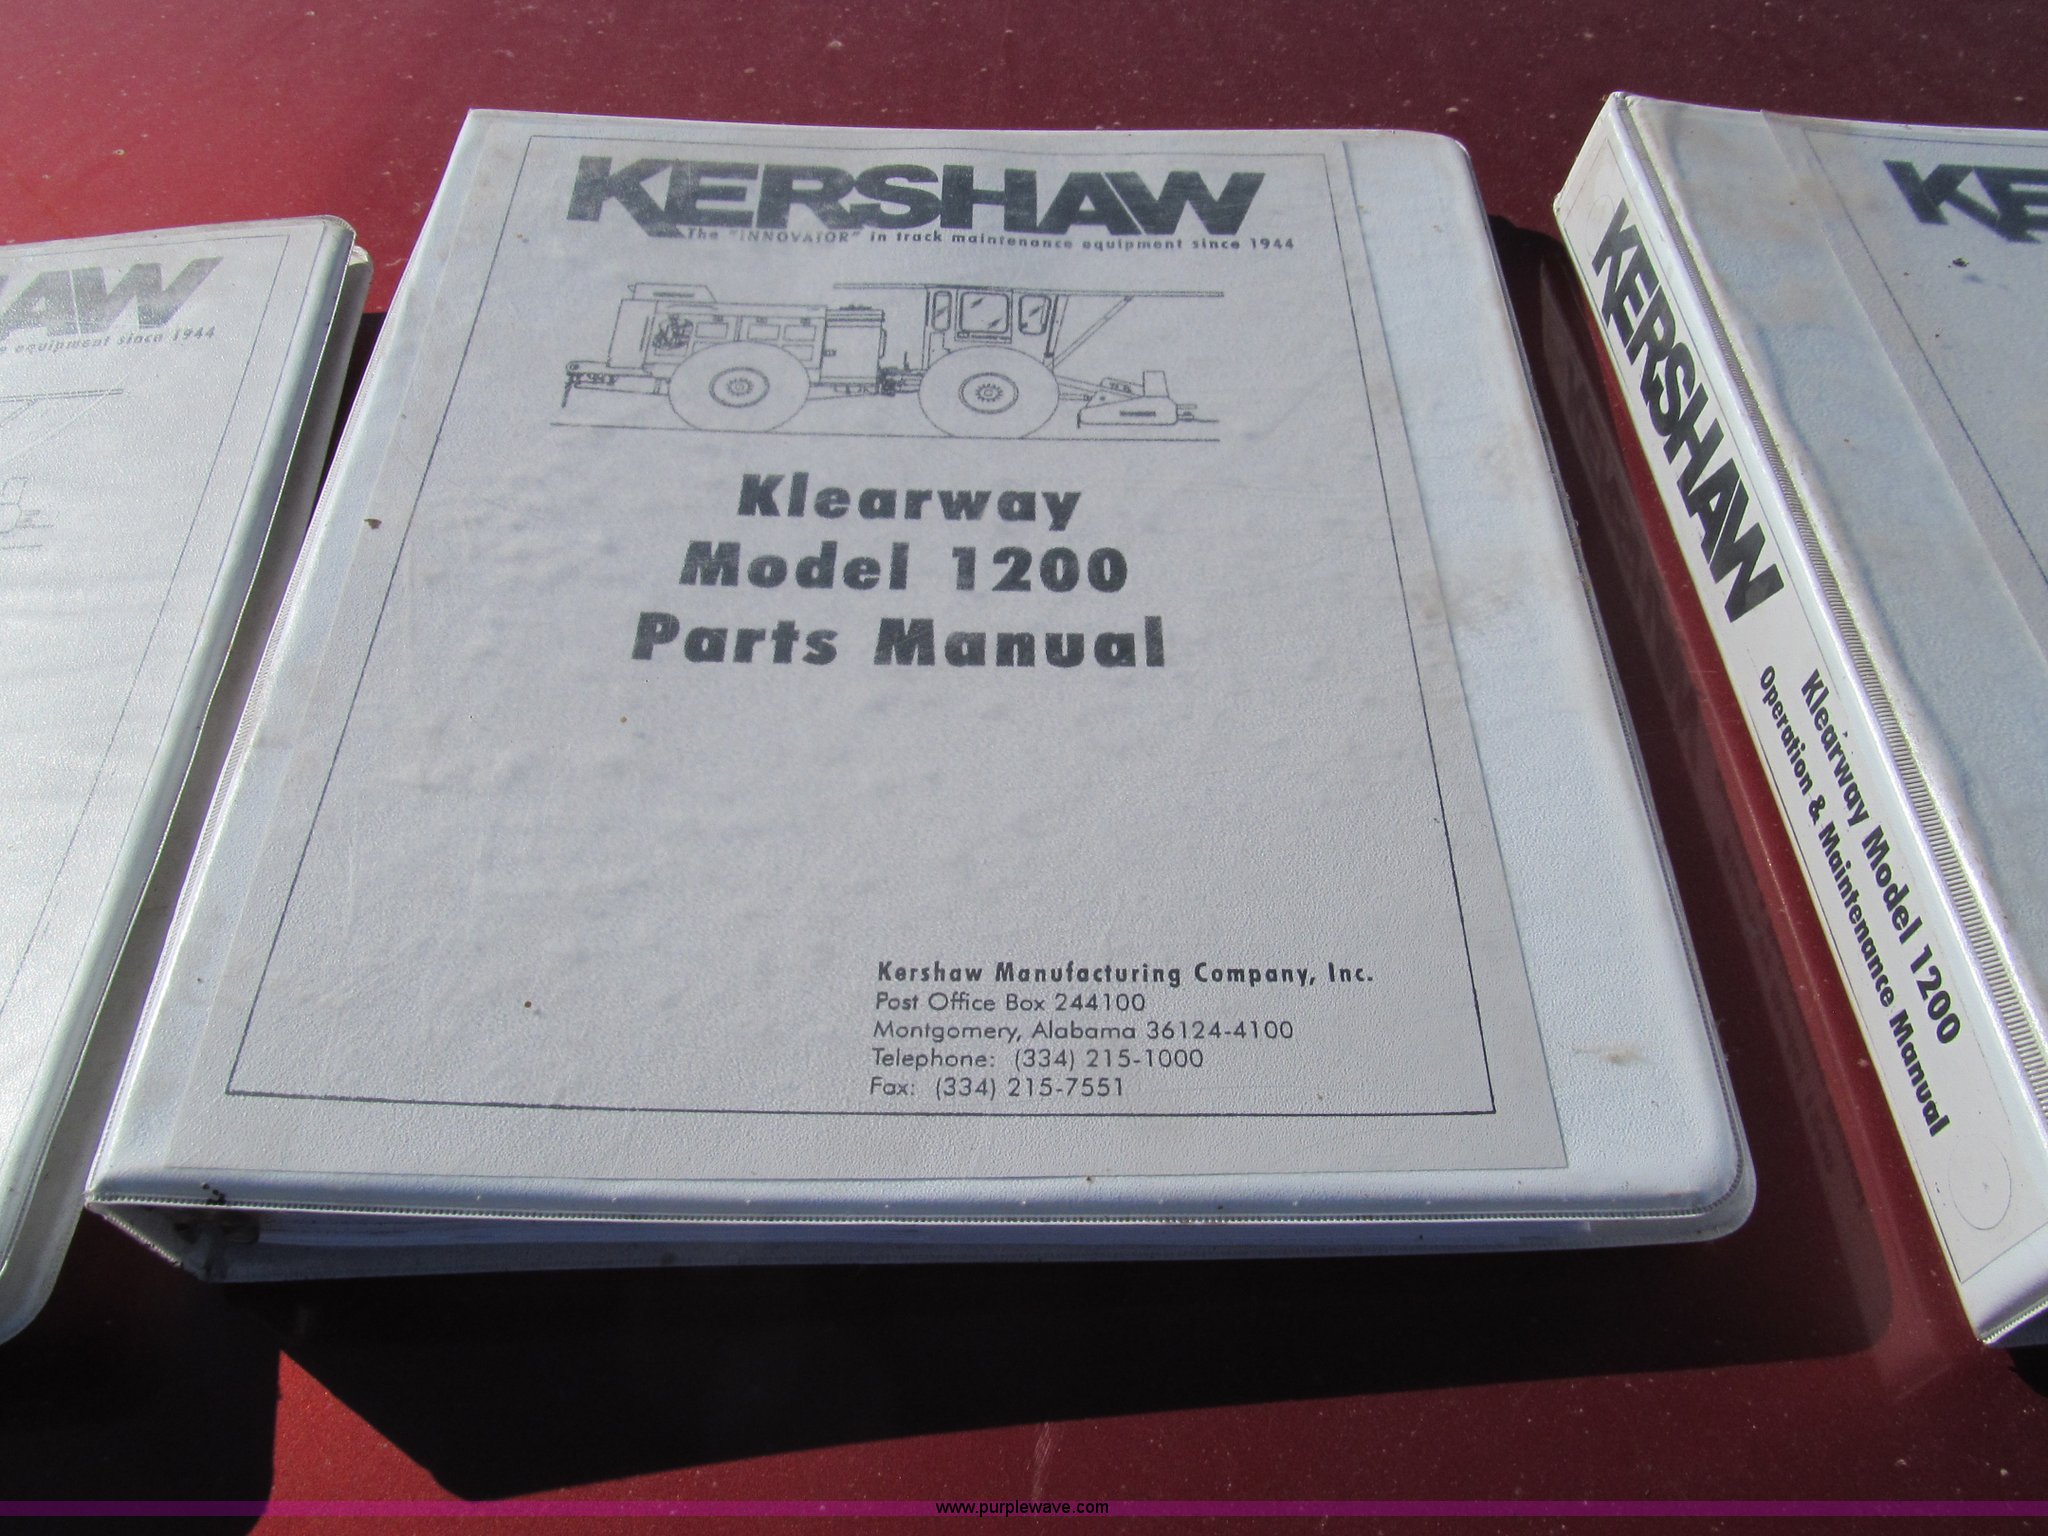 AW
equipment since 1944
KERSHAW
The "INNOVATOR" in track maintenance equipment since 1944
Klearway
Model 1200
Parts Manual
Kershaw Manufacturing Company, Inc.
Post Office Box 244100
Montgomery, Alabama 36124-4100
Telephone: (334) 215-1000
Fax: (334) 215-7551
KERSHAW
Klearway Model 1200
Operation & Maintenance Manual
KE
www.purplewave.com